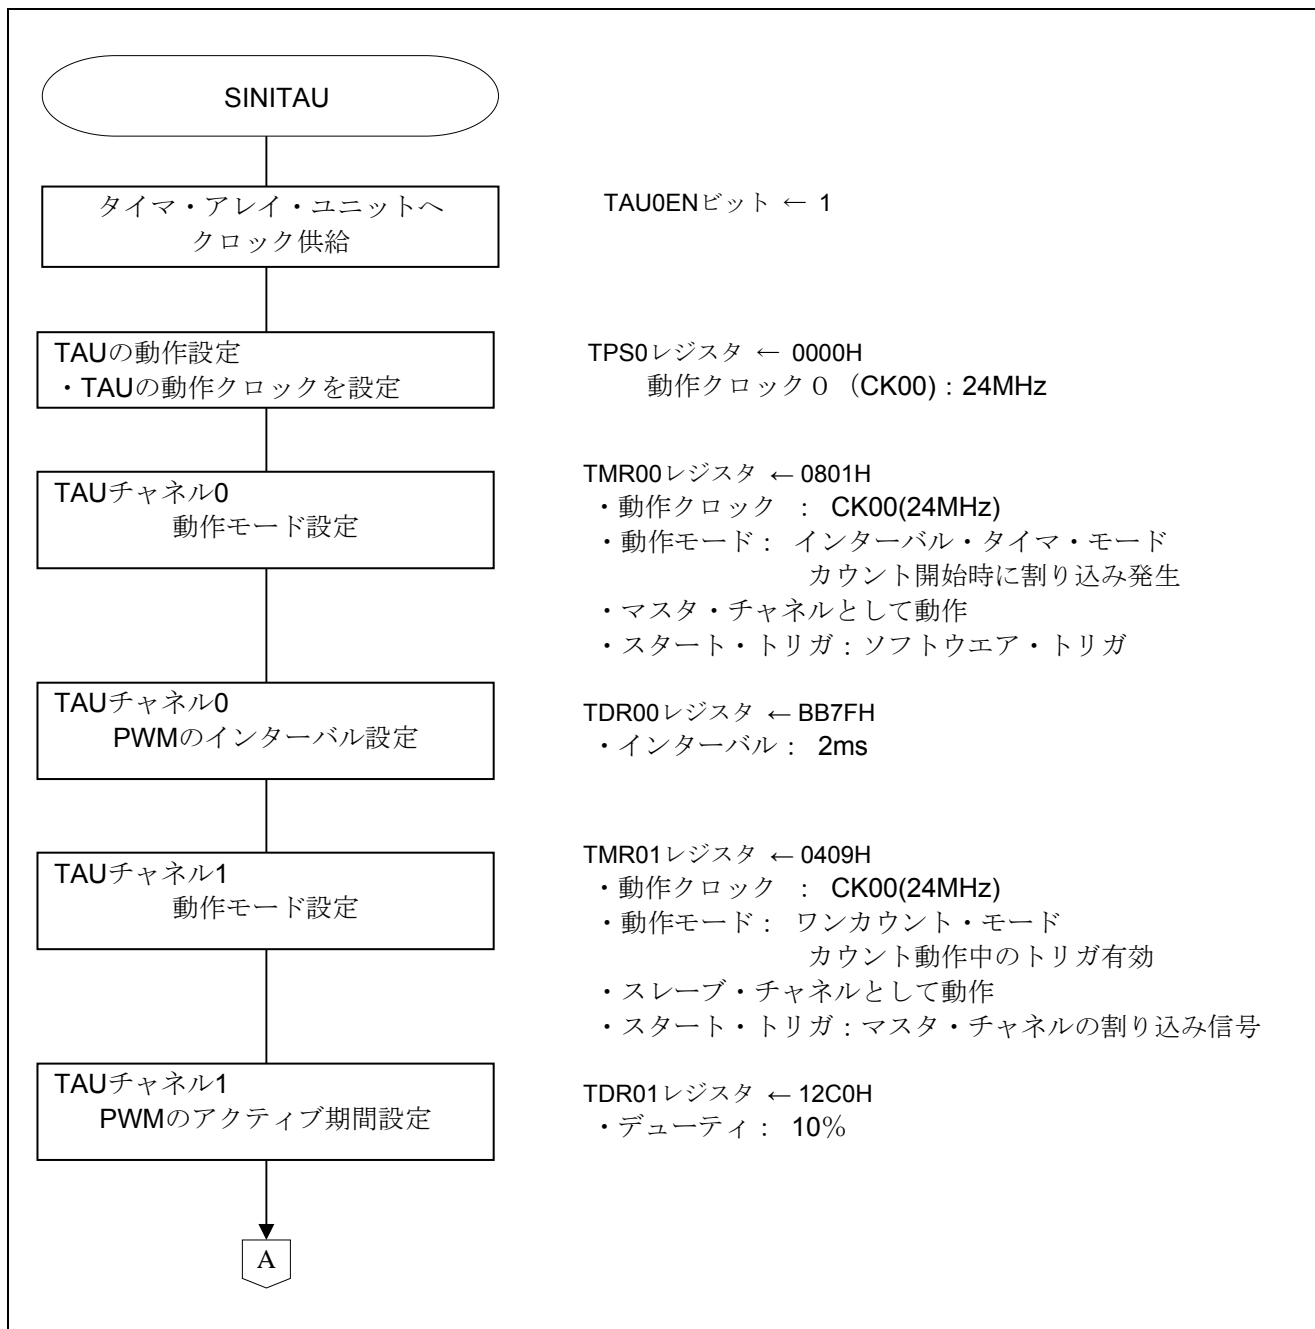 SINITAU
タイマ・アレイ・ユニットへ
クロック供給
TAU0ENビット ← 1
TAUの動作設定
・TAUの動作クロックを設定
TPS0レジスタ ← 0000H
動作クロック０（CK00)：24MHz
TAUチャネル0
動作モード設定
TMR00レジスタ ← 0801H
・動作クロック ： CK00(24MHz)
・動作モード： インターバル・タイマ・モード
カウント開始時に割り込み発生
・マスタ・チャネルとして動作
・スタート・トリガ：ソフトウエア・トリガ
TAUチャネル0
PWMのインターバル設定
TDR00レジスタ ← BB7FH
・インターバル： 2ms
TAUチャネル1
動作モード設定
TMR01レジスタ ← 0409H
・動作クロック ： CK00(24MHz)
・動作モード： ワンカウント・モード
カウント動作中のトリガ有効
・スレーブ・チャネルとして動作
・スタート・トリガ：マスタ・チャネルの割り込み信号
TAUチャネル1
PWMのアクティブ期間設定
TDR01レジスタ ← 12C0H
・デューティ： 10％
A